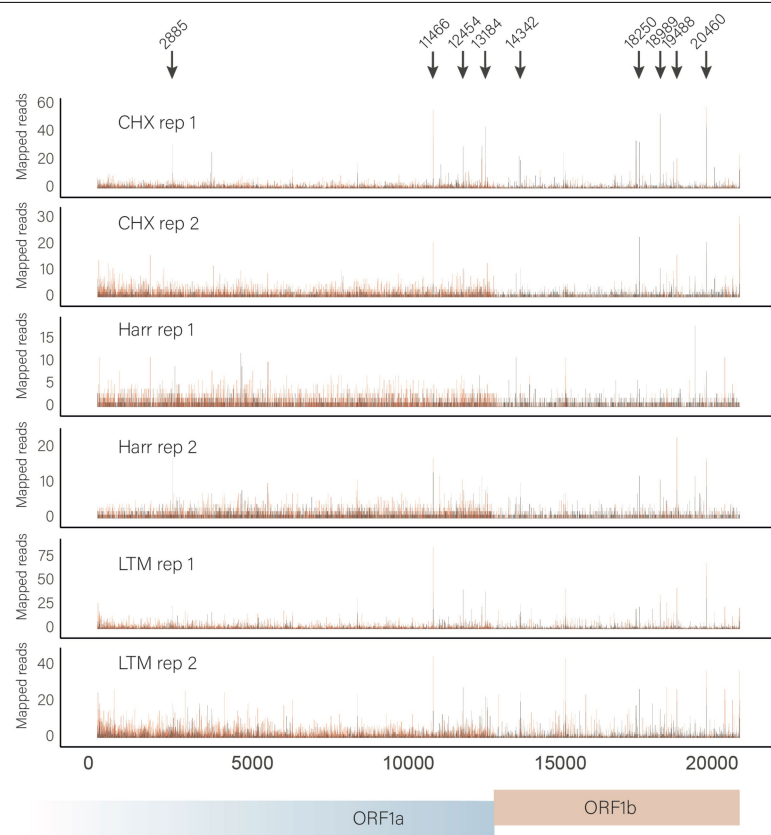 2885 11466 12454 13184 14342 18250 18989 19488 20460
Mapped reads
60
40
20
0
CHX rep 1
Mapped reads
30
20
10
0
CHX rep 2
Mapped reads
15
10
5
0
Harr rep 1
Mapped reads
20
10
0
Harr rep 2
Mapped reads
75
50
25
0
LTM rep 1
Mapped reads
40
20
0
LTM rep 2
0 5000 10000 15000 20000
ORF1a ORF1b